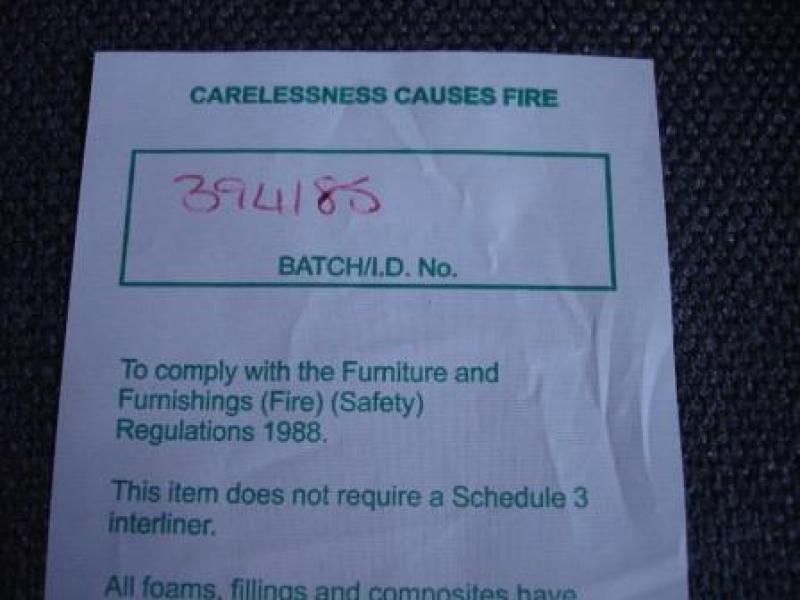 CARELESSNESS CAUSES FIRE
394185
BATCH/I.D. No.
To comply with the Furniture and
Furnishings (Fire) (Safety)
Regulations 1988.
This item does not require a Schedule 3
interliner.
All foams, fillings and composites have